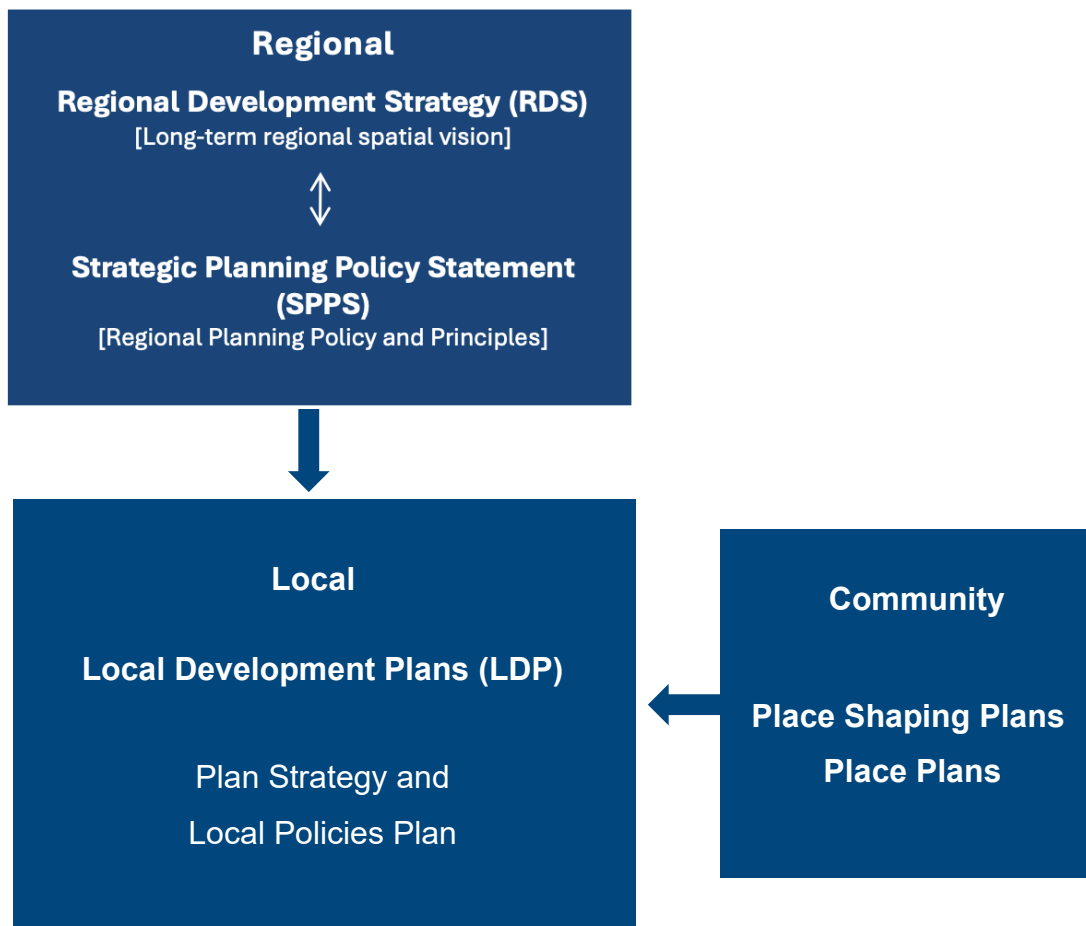 Regional
Regional Development Strategy (RDS)
[Long-term regional spatial vision]
Strategic Planning Policy Statement
(SPPS)
[Regional Planning Policy and Principles]
Local
Local Development Plans (LDP)
Plan Strategy and
Local Policies Plan
Community
Place Shaping Plans
Place Plans